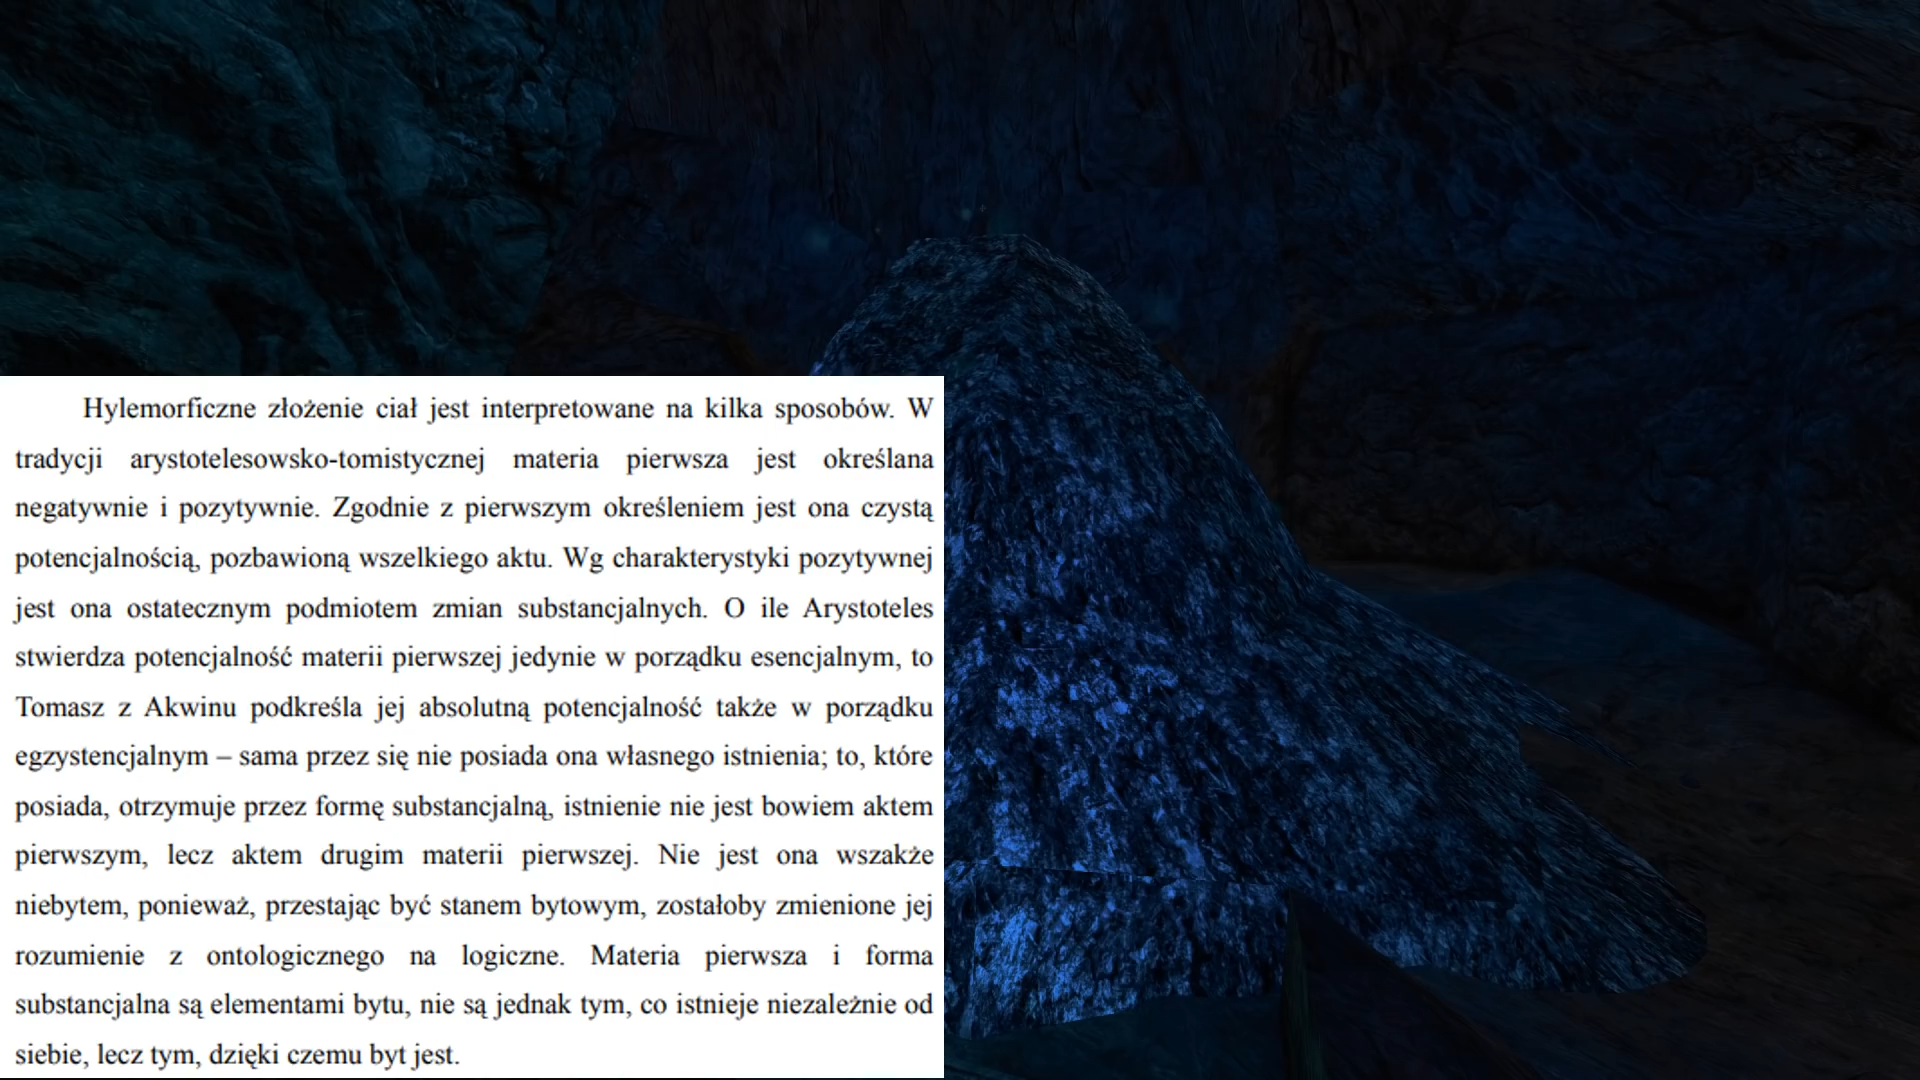 Hylemorficzne złożenie ciał jest interpretowane na kilka sposobów. W
tradycji arystotelesowsko-tomistycznej materia pierwsza jest określana
negatywnie i pozytywnie. Zgodnie z pierwszym określeniem jest ona czystą
potencjalnością, pozbawioną wszelkiego aktu. Wg charakterystyki pozytywnej
jest ona ostatecznym podmiotem zmian substancjalnych. O ile Arystoteles
stwierdza potencjalność materii pierwszej jedynie w porządku esencjalnym, to
Tomasz z Akwinu podkreśla jej absolutną potencjalność także w porządku
egzystencjalnym – sama przez się nie posiada ona własnego istnienia; to, które
posiada, otrzymuje przez formę substancjalną, istnienie nie jest bowiem aktem
pierwszym, lecz aktem drugim materii pierwszej. Nie jest ona wszakże
niebytem, ponieważ, przestając być stanem bytowym, zostałoby zmienione jej
rozumienie z ontologicznego na logiczne. Materia pierwsza i forma
substancjalna są elementami bytu, nie są jednak tym, co istnieje niezależnie od
siebie, lecz tym, dzięki czemu byt jest.